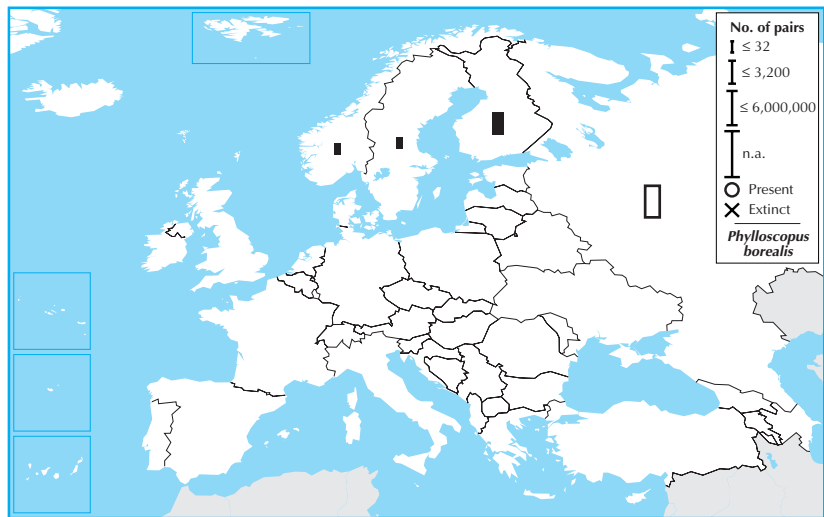 No. of pairs
≤ 32
≤ 3,200
≤ 6,000,000
n.a.
Present
Extinct
Phylloscopus
borealis